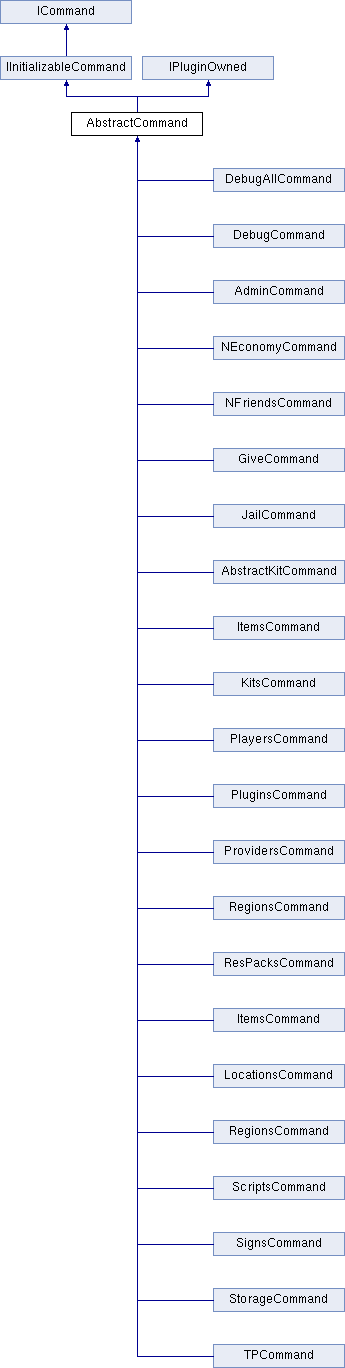 ICommand
IInitializableCommand
IPluginOwned
AbstractCommand
DebugAllCommand
DebugCommand
AdminCommand
NEconomyCommand
NFriendsCommand
GiveCommand
JailCommand
AbstractKitCommand
ItemsCommand
KitsCommand
PlayersCommand
PluginsCommand
ProvidersCommand
RegionsCommand
ResPacksCommand
ItemsCommand
LocationsCommand
RegionsCommand
ScriptsCommand
SignsCommand
StorageCommand
TPCommand